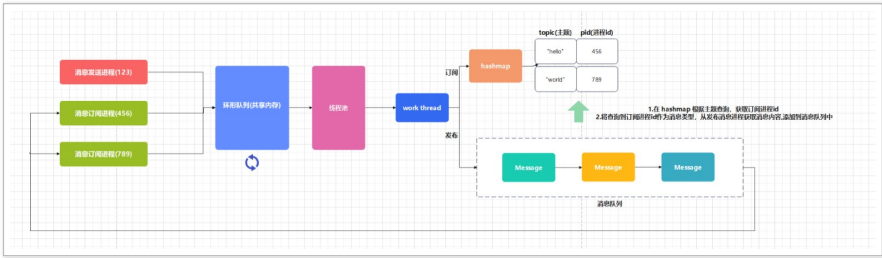 topic(主题) pid(进程id)
"hello" 456
"world" 789
hashmap
订阅
消息发送进程(123)
消息订阅进程(456)
消息订阅进程(789)
环形队列(共享内存)
线程池
work thread
发布
1.在 hashmap 根据主题查询, 获取订阅进程id
2.将查询到订阅进程id作为消息类型, 从发布消息进程获取消息内容,添加到消息队列中
Message
Message
Message
消息队列